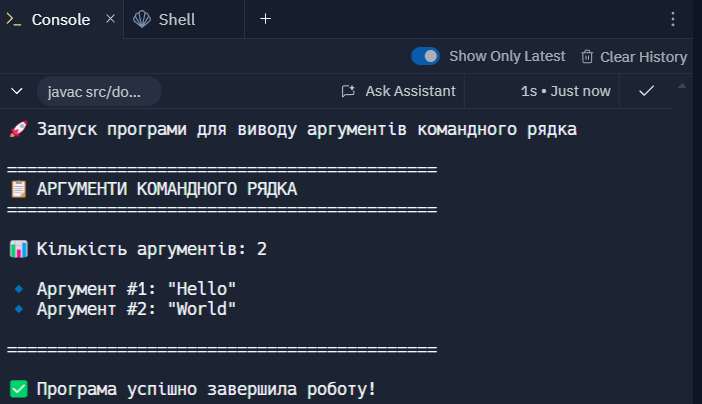 Console × Shell +
Show Only Latest Clear History
javac src/do... Ask Assistant 1s • Just now
🚀 Запуск програми для виводу аргументів командного рядка
===========================================
📋 АРГУМЕНТИ КОМАНДНОГО РЯДКА
===========================================
📊 Кількість аргументів: 2
🔹 Аргумент #1: "Hello"
🔹 Аргумент #2: "World"
===========================================
✅ Програма успішно завершила роботу!